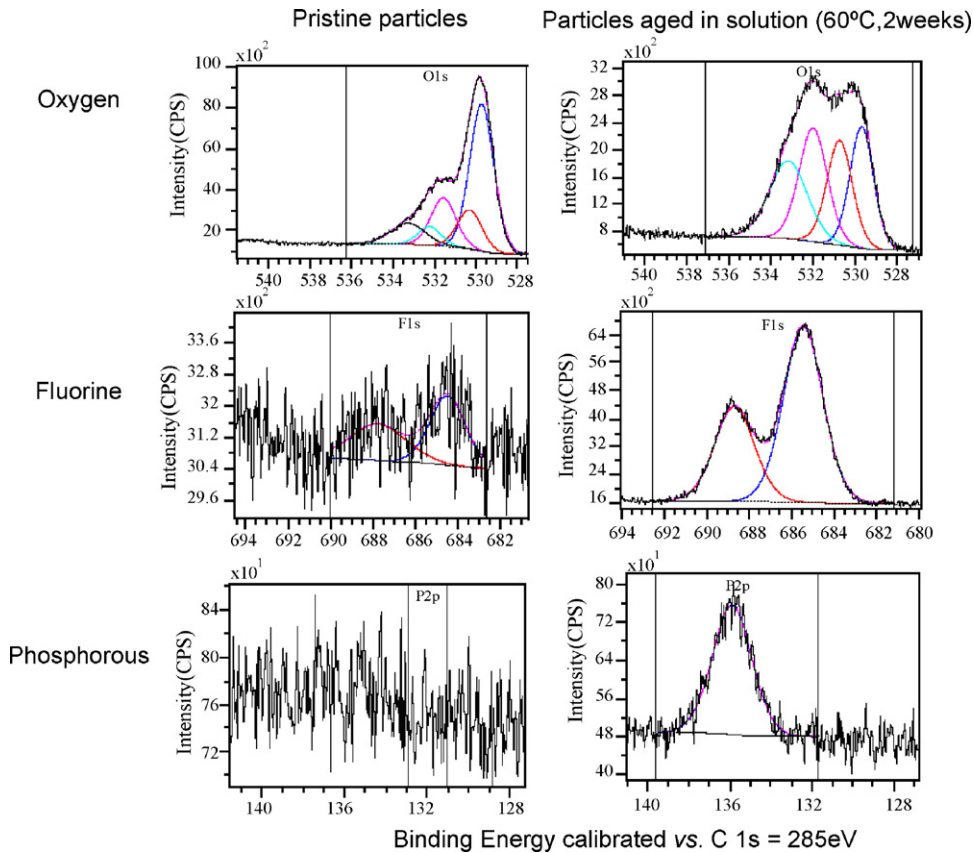 Pristine particles
Particles aged in solution (60ºC,2weeks)
Oxygen
x10²
O1s
Intensity(CPS)
100
80
60
40
20
540 538 536 534 532 530 528
x10²
O1s
Intensity(CPS)
32
28
24
20
16
12
8
540 538 536 534 532 530 528
Fluorine
x10²
F1s
Intensity(CPS)
33.6
32.8
32
31.2
30.4
29.6
694 692 690 688 686 684 682
x10²
F1s
Intensity(CPS)
64
56
48
40
32
24
16
694 692 690 688 686 684 682 680
Phosphorous
x10¹
P2p
Intensity(CPS)
84
80
76
72
140 136 134 131 128
x10¹
P2p
Intensity(CPS)
80
72
64
56
48
40
140 136 132 128
Binding Energy calibrated vs. C 1s = 285eV